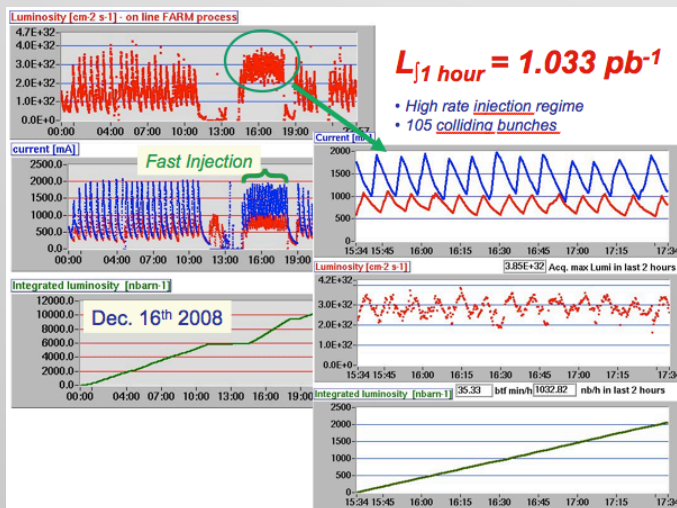 Luminosity [cm-2 s-1] - on line FARM process
4.7E+32
4.0E+32
3.0E+32
2.0E+32
1.0E+32
0.0E+0
00:00 04:00 07:00 10:00 16:00 19:00
L∫1 hour = 1.033 pb-1
• High rate injection regime
• 105 colliding bunches
current [mA]
2500.0
2000.0
1500.0
1000.0
500.0
0.0
00:00 04:00 07:00 10:00 13:00 16:00 19:00
Fast Injection
Integrated luminosity [nbarn-1]
12000.0
10000.0
8000.0
6000.0
4000.0
2000.0
0.0
00:00 04:00 07:00 10:00 13:00 16:00 19:00
Dec. 16th 2008
2000
1500
1000
500
0
15:34 15:45 16:00 16:15 16:30 16:45 17:00 17:15 17:34
Luminosity [cm-2 s-1]
3.85E+32 Acq. max Lumi in last 2 hours
4.2E+32
3.0E+32
2.0E+32
1.0E+32
0.0E+0
15:34 15:45 16:00 16:15 16:30 16:45 17:00 17:15 17:34
Integrated luminosity [nbarn-1] 35.33 btf min/h 1032.82 nb/h in last 2 hours
2500
2000
1500
1000
500
0
15:34 15:45 16:00 16:15 16:30 16:45 17:00 17:15 17:34